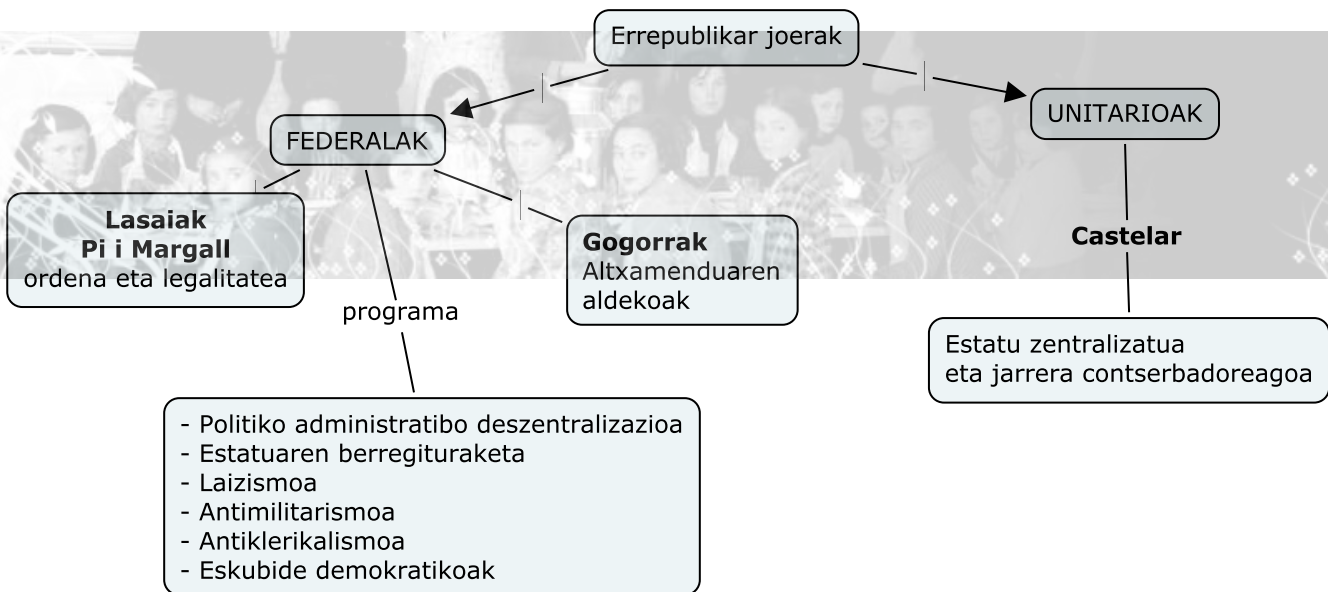 Errepublikar joerak
FEDERALAK
UNITARIOAK
Lasaiak
Pi i Margall
ordena eta legalitatea
Gogorrak
Altxamenduaren
aldekoak
Castelar
programa
Estatu zentralizatua
eta jarrera contserbadoreagoa
- Politiko administratibo deszentralizazioa
- Estatuaren berregituraketa
- Laizismoa
- Antimilitarismoa
- Antiklerikalismoa
- Eskubide demokratikoak